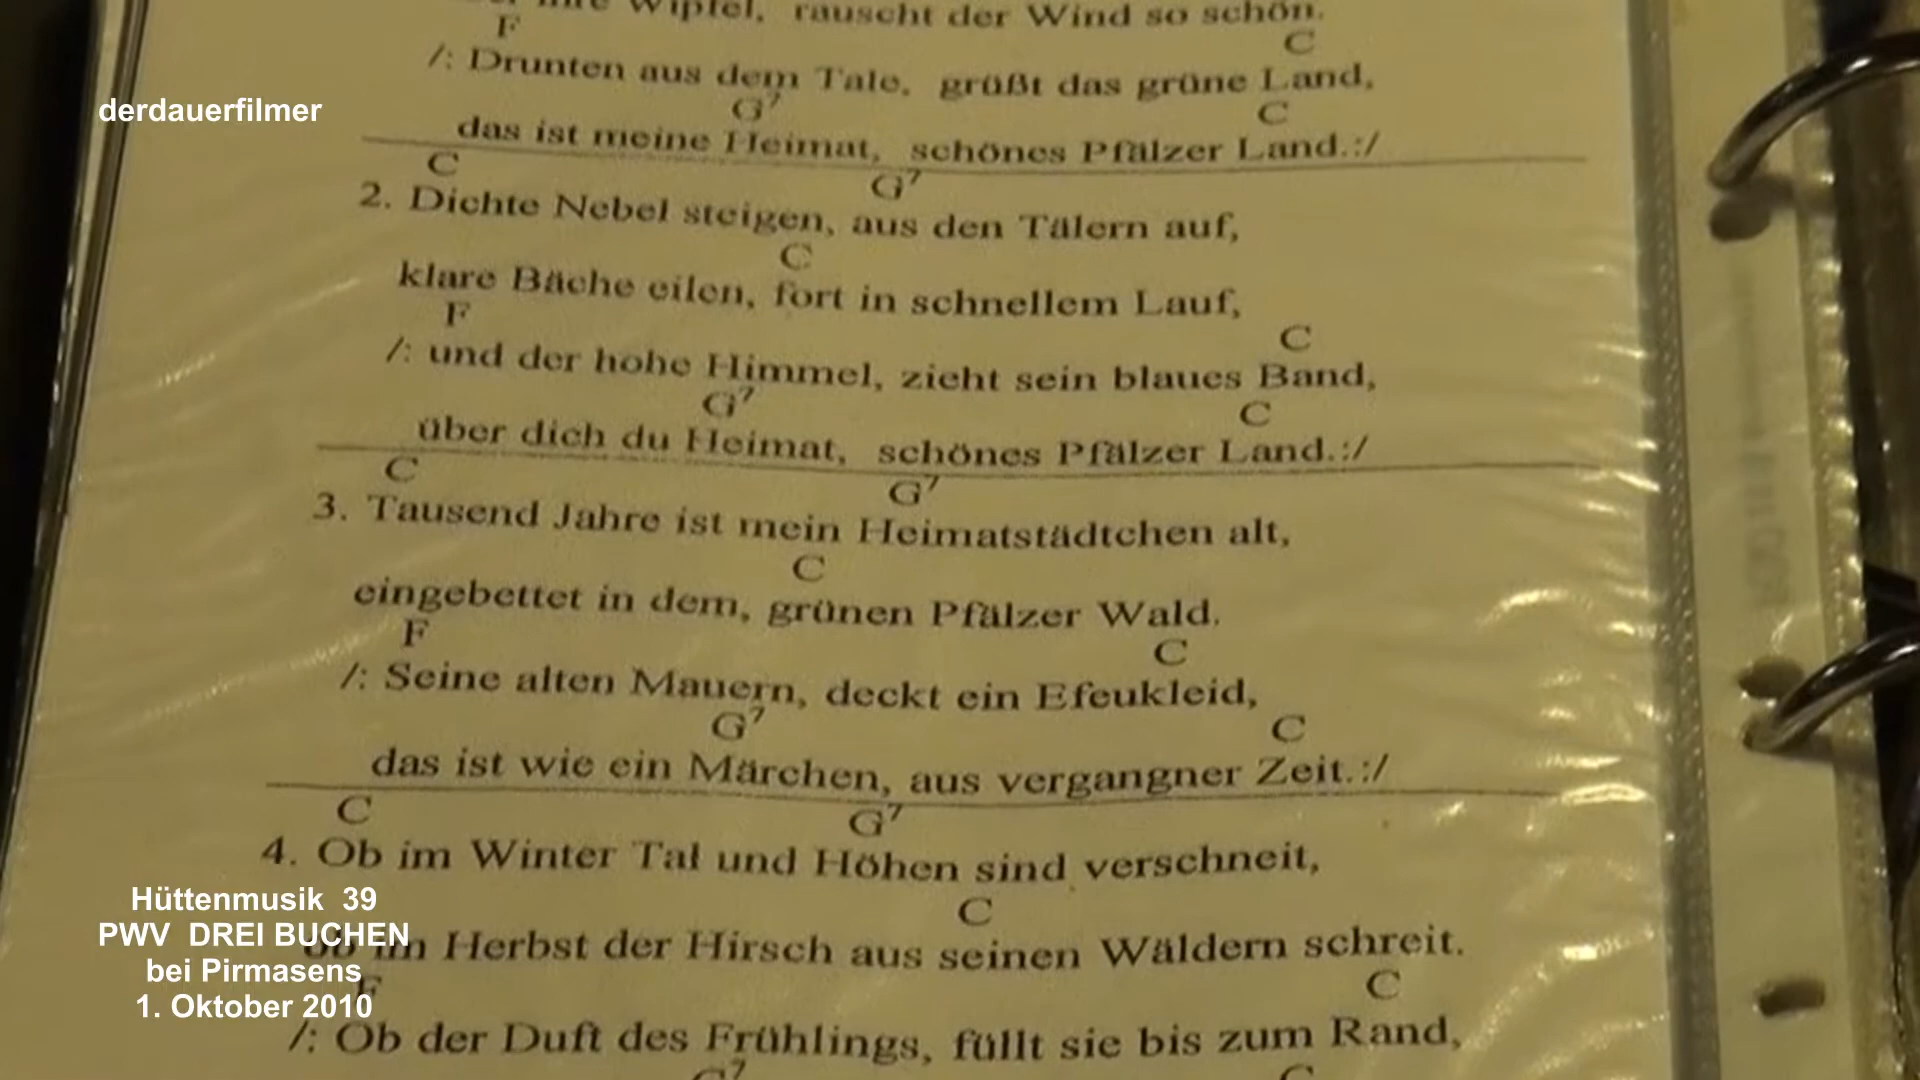 Wipfel, rauscht der Wind so schön.
F C
/: Drunten aus dem Tale, grüßt das grüne Land,
G7 C
das ist meine Heimat, schönes Pfälzer Land.:/
C G7
2. Dichte Nebel steigen, aus den Tälern auf,
C
klare Bäche eilen, fort in schnellem Lauf,
F C
/: und der hohe Himmel, zieht sein blaues Band,
G7 C
über dich du Heimat, schönes Pfälzer Land.:/
C G7
3. Tausend Jahre ist mein Heimatstädtchen alt,
C
eingebettet in dem, grünen Pfälzer Wald.
F C
/: Seine alten Mauern, deckt ein Efeukleid,
G7 C
das ist wie ein Märchen, aus vergangner Zeit.:/
C G7
4. Ob im Winter Tal und Höhen sind verschneit,
C
ob im Herbst der Hirsch aus seinen Wäldern schreit.
F C
/: Ob der Duft des Frühlings, füllt sie bis zum Rand,
G7 C
derdauerfilmer
Hüttenmusik 39
PWV DREI BUCHEN
bei Pirmasens
1. Oktober 2010